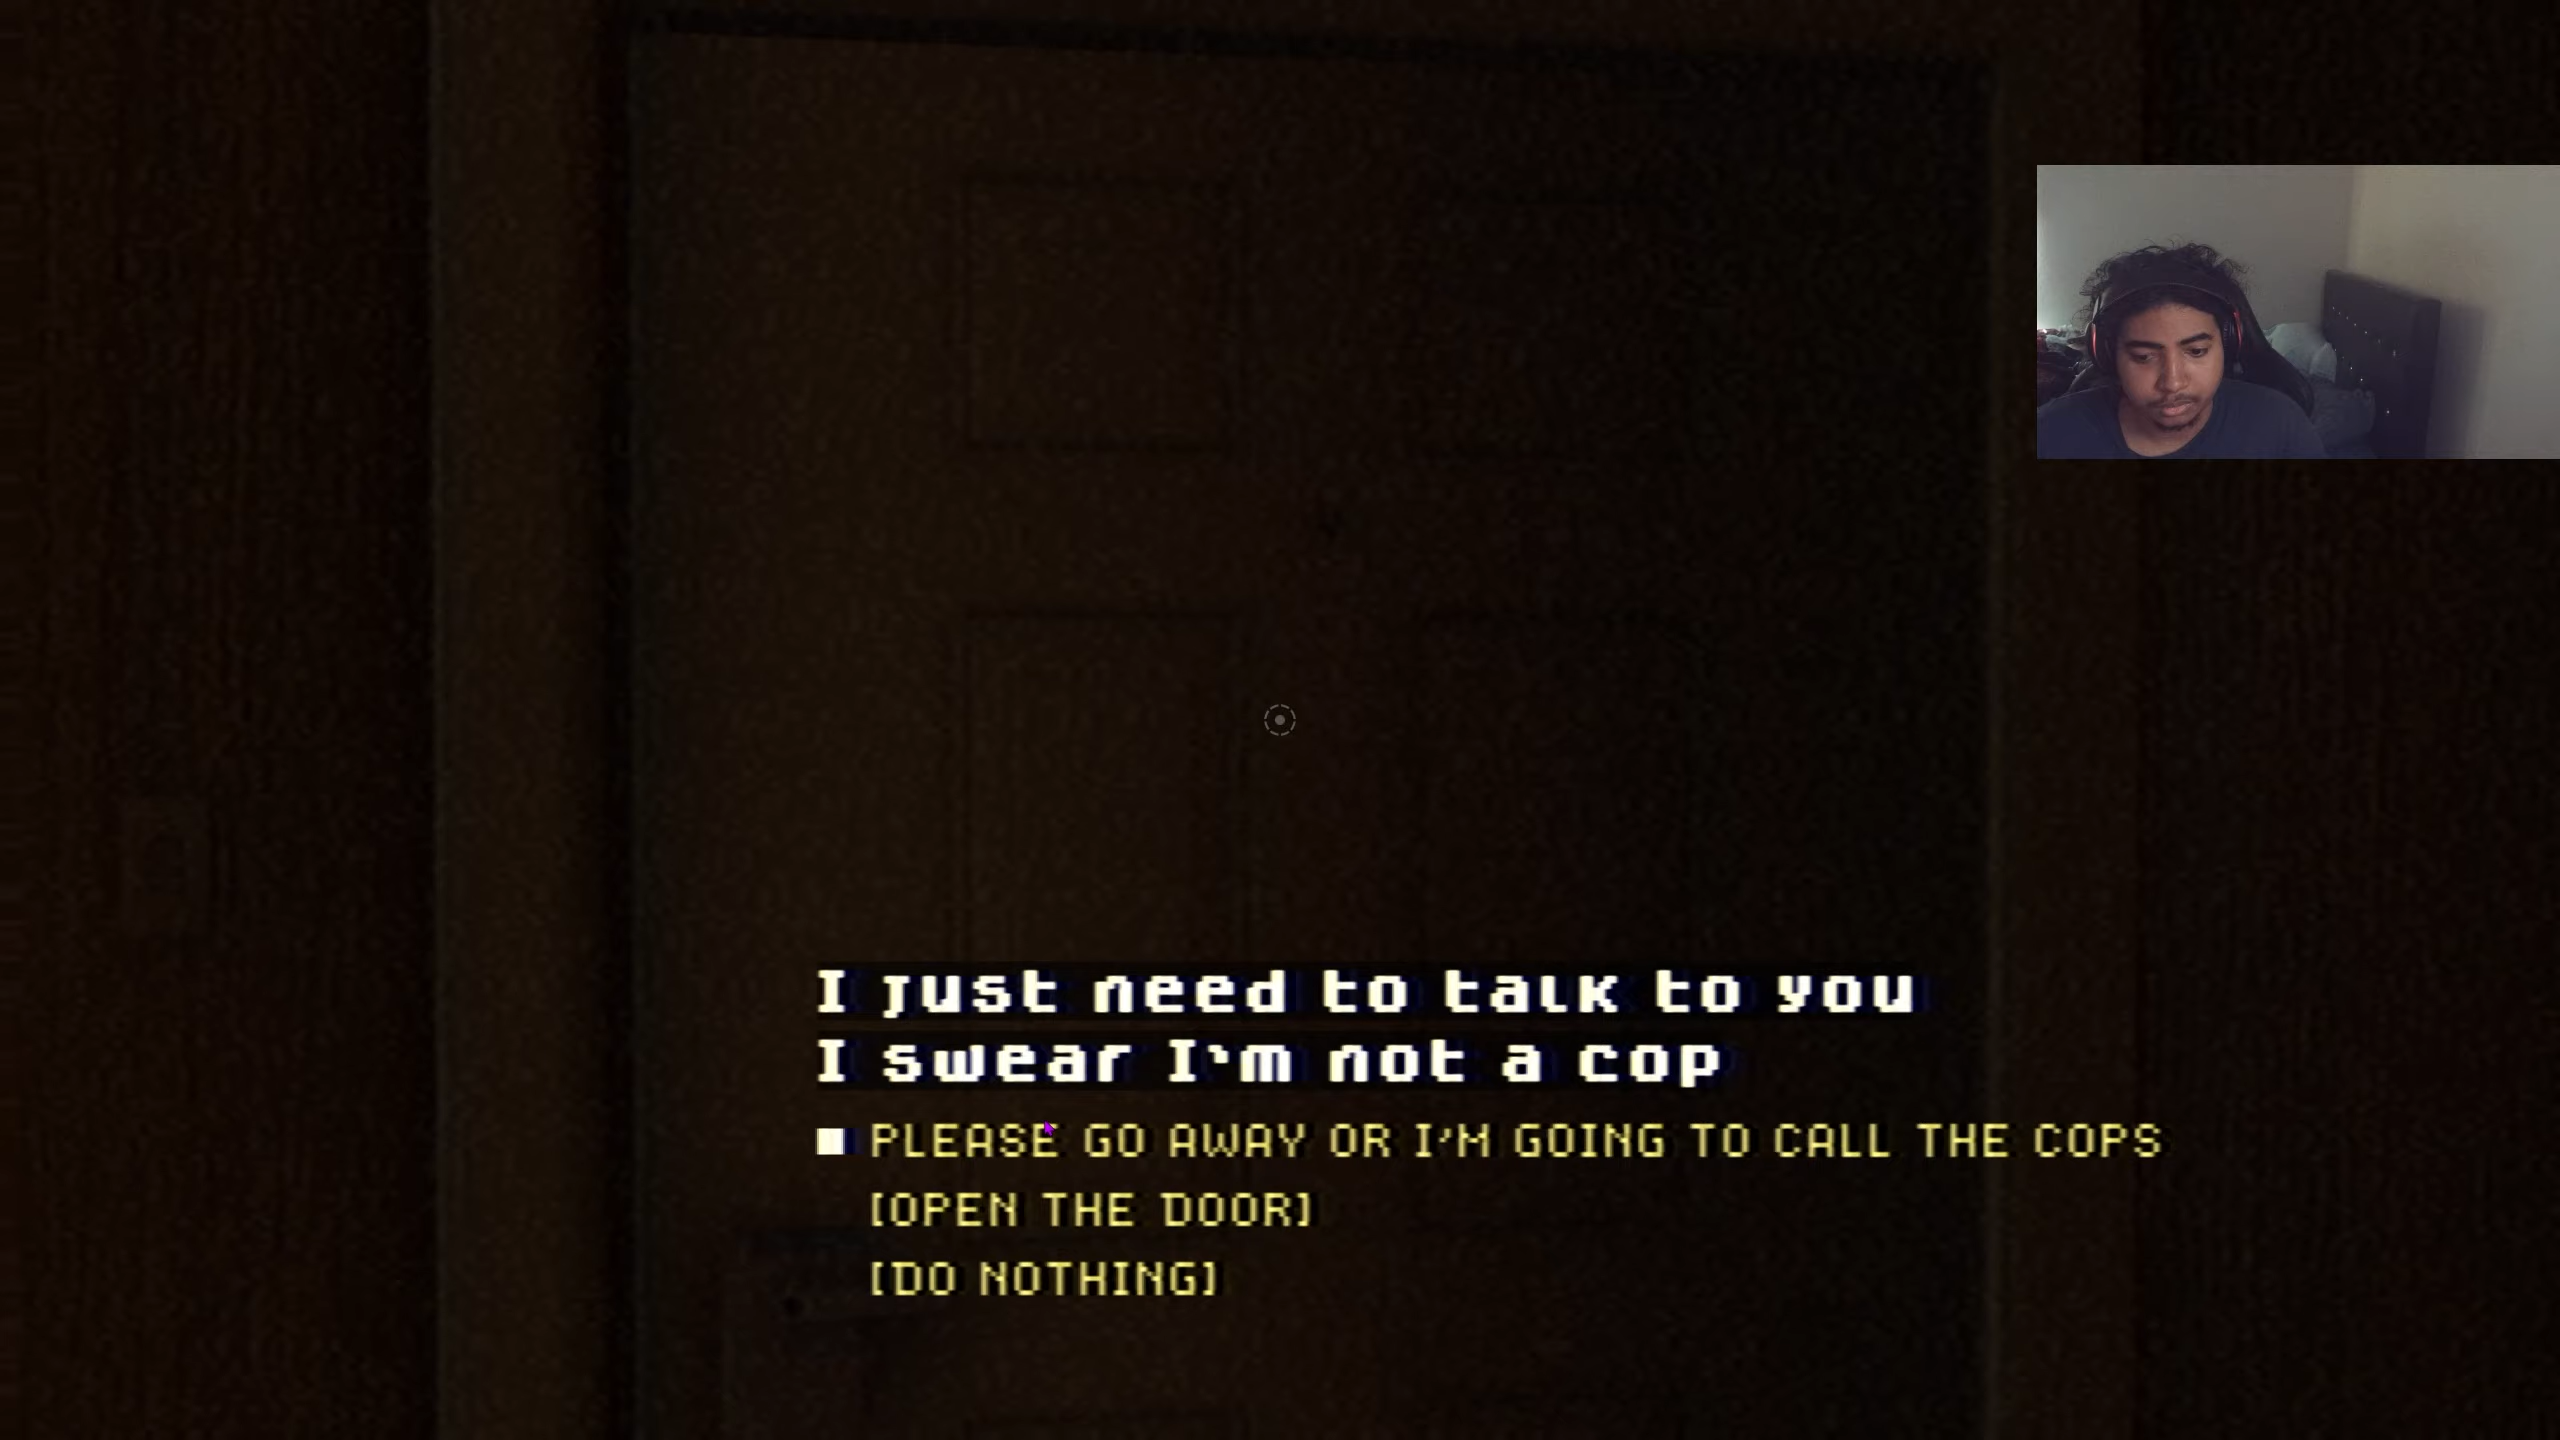 I just need to talk to you
I swear I'm not a cop
PLEASE GO AWAY OR I'M GOING TO CALL THE COPS
[OPEN THE DOOR]
[DO NOTHING]